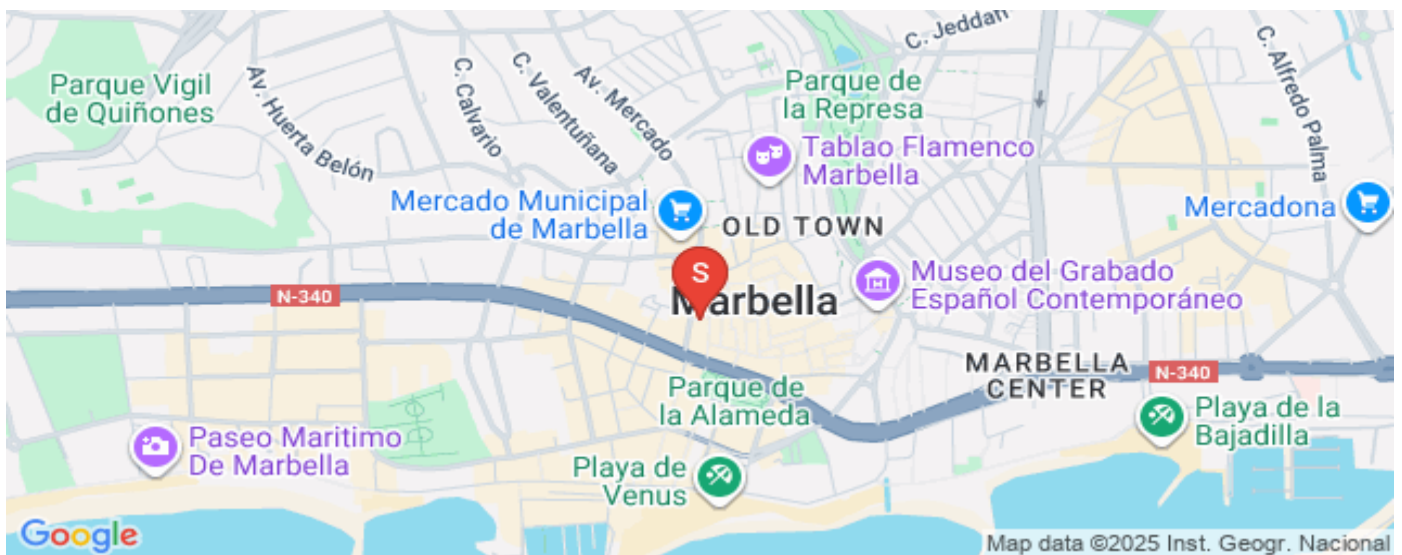 C. Jeddah
C. Alfredo Palma
Parque Vigil
de Quiñones
Av. Huerta Belón
C. Calvario
C. Valentuñana
Av. Mercado
Parque de
la Represa
Tablao Flamenco
Marbella
Mercado Municipal
de Marbella
OLD TOWN
Mercadona
S
Marbella
Museo del Grabado
Español Contemporáneo
N-340
MARBELLA
CENTER
N-340
Parque de
la Alameda
Playa de la
Bajadilla
Paseo Maritimo
De Marbella
Playa de
Venus
Google
Map data ©2025 Inst. Geogr. Nacional